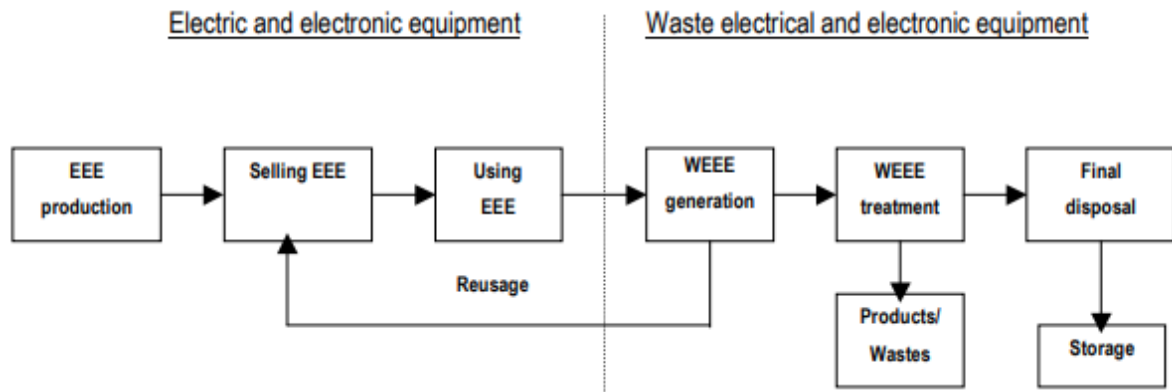 Electric and electronic equipment
Waste electrical and electronic equipment
EEE
production
Selling EEE
Using
EEE
WEEE
generation
WEEE
treatment
Final
disposal
Reusage
Products/
Wastes
Storage